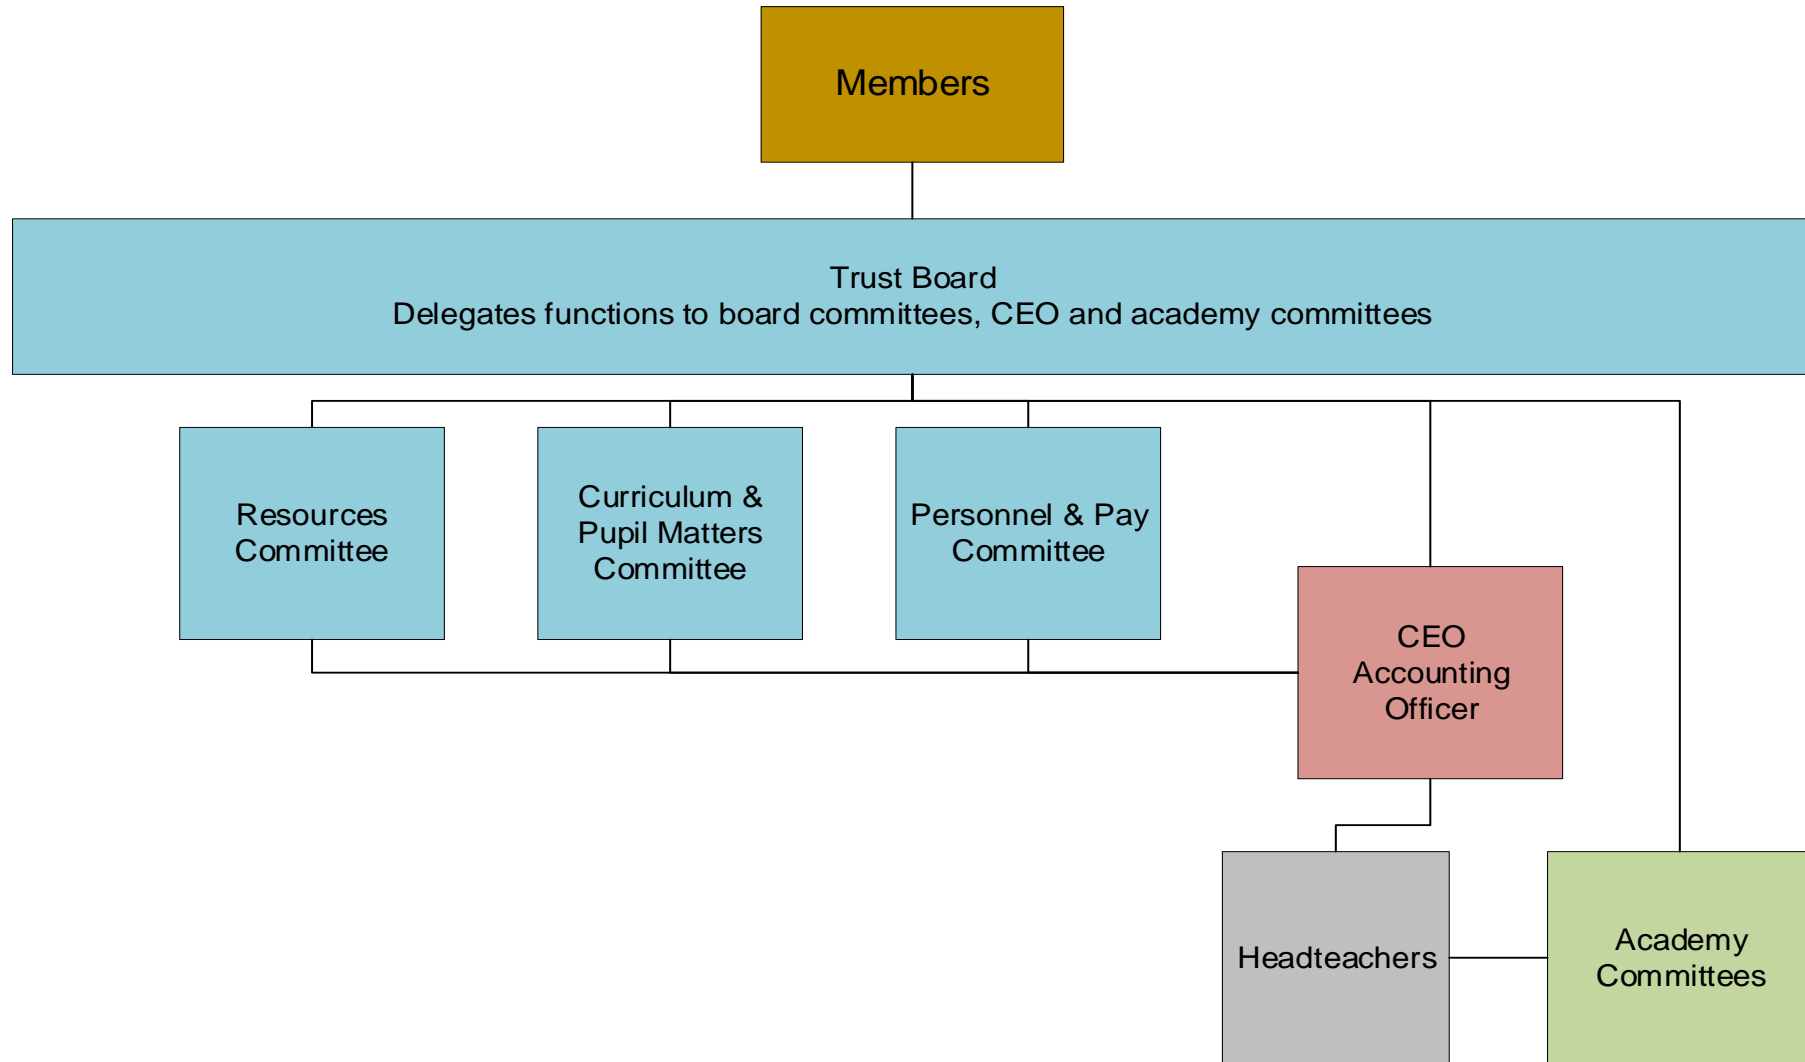 Members
Trust Board
Delegates functions to board committees, CEO and academy committees
Resources
Committee
Curriculum &
Pupil Matters
Committee
Personnel & Pay
Committee
CEO
Accounting
Officer
Headteachers
Academy
Committees